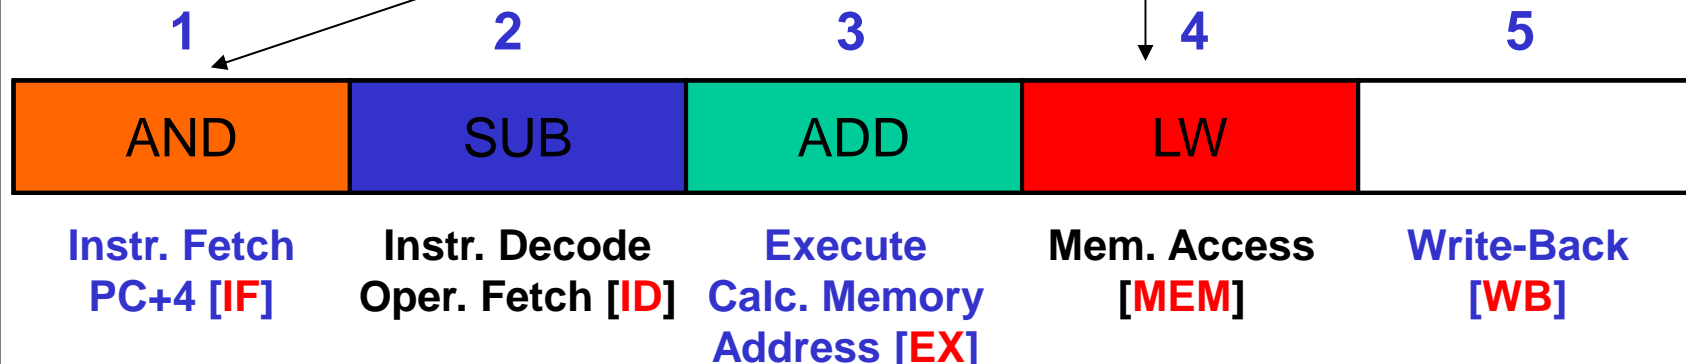 1 2 3 4 5
AND SUB ADD LW
Instr. Fetch Instr. Decode Execute Mem. Access Write-Back
PC+4 [IF] Oper. Fetch [ID] Calc. Memory [MEM] [WB]
Address [EX]